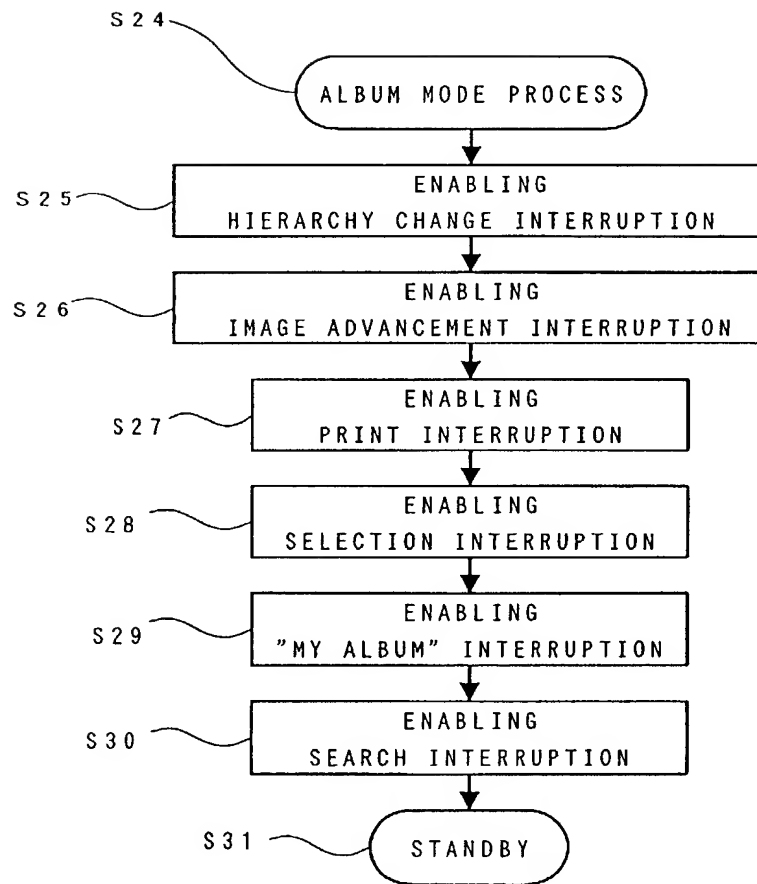 S24
ALBUM MODE PROCESS
S25
ENABLING
HIERARCHY CHANGE INTERRUPTION
S26
ENABLING
IMAGE ADVANCEMENT INTERRUPTION
S27
ENABLING
PRINT INTERRUPTION
S28
ENABLING
SELECTION INTERRUPTION
S29
ENABLING
"MY ALBUM" INTERRUPTION
S30
ENABLING
SEARCH INTERRUPTION
S31
STANDBY